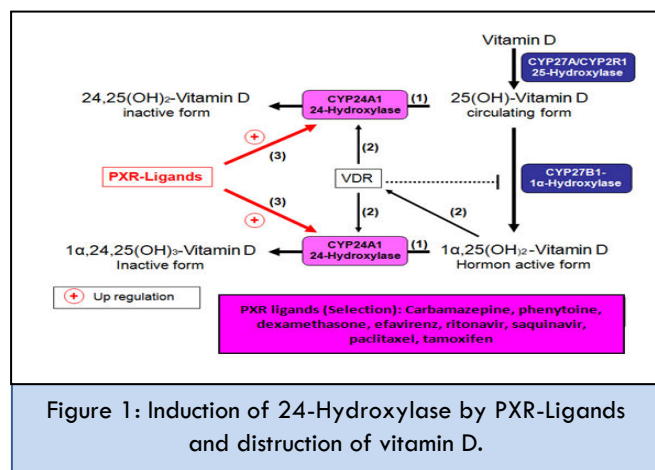 Vitamin D
CYP27A/CYP2R1
25-Hydroxylase
24,25(OH)₂-Vitamin D
inactive form
CYP24A1
24-Hydroxylase
(1)
25(OH)-Vitamin D
circulating form
+
(3)
(2)
PXR-Ligands
VDR
CYP27B1-
1α-Hydroxylase
(3)
+
(2)
(2)
1α,24,25(OH)₃-Vitamin D
Inactive form
CYP24A1
24-Hydroxylase
(1)
1α,25(OH)₂-Vitamin D
Hormon active form
+ Up regulation
PXR ligands (Selection): Carbamazepine, phenytoine,
dexamethasone, efavirenz, ritonavir, saquinavir,
paclitaxel, tamoxifen
Figure 1: Induction of 24-Hydroxylase by PXR-Ligands
and distruction of vitamin D.